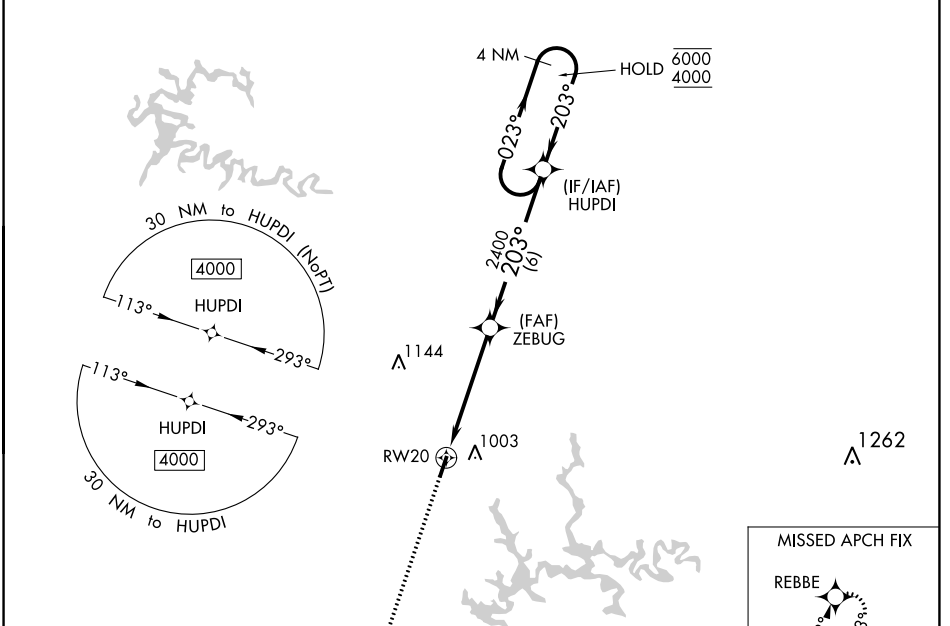 4 NM
HOLD
6000
4000
023°
203°
(IF/IAF)
HUPDI
2400
203°
(6)
30 NM to HUPDI (NoPT)
4000
HUPDI
113°
293°
(FAF)
ZEBUG
1144
113°
293°
HUPDI
4000
30 NM to HUPDI
RW20
1003
1262
MISSED APCH FIX
REBBE